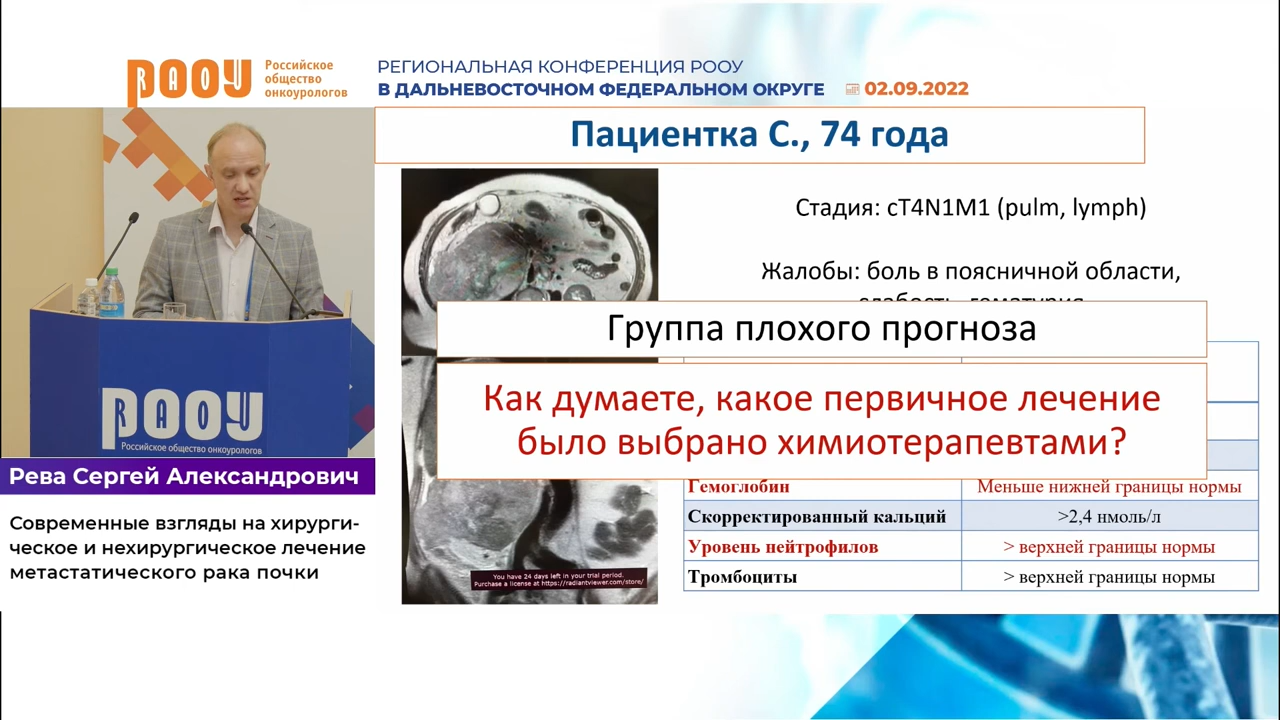 РООУ
Российское
общество
онкоурологов
РЕГИОНАЛЬНАЯ КОНФЕРЕНЦИЯ РООУ
В ДАЛЬНЕВОСТОЧНОМ ФЕДЕРАЛЬНОМ ОКРУГЕ
02.09.2022
Пациентка С., 74 года
Стадия: cT4N1M1 (pulm, lymph)
Жалобы: боль в поясничной области,
Группа плохого прогноза
Как думаете, какое первичное лечение
было выбрано химиотерапевтами?
Гемоглобин Меньше нижней границы нормы
Скорректированный кальций >2,4 нмоль/л
Уровень нейтрофилов > верхней границы нормы
Тромбоциты > верхней границы нормы
You have 24 days left in your trial period.
Purchase a license at https://radiantviewer.com/store/
РООУ
Российское общество онкоурологов
Рева Сергей Александрович
Современные взгляды на хирурги-
ческое и нехирургическое лечение
метастатического рака почки